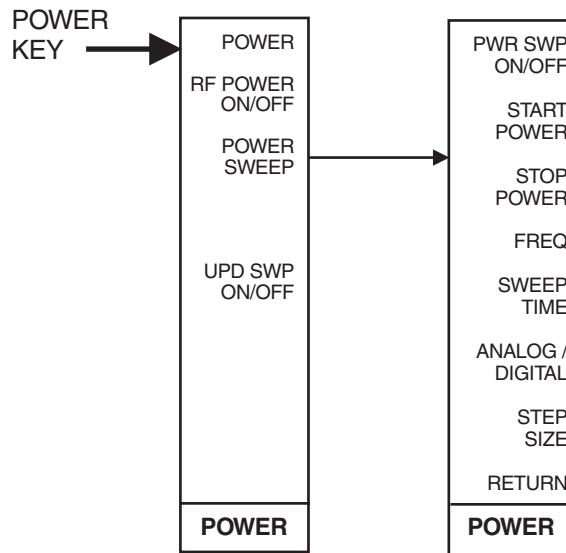 POWER
KEY
POWER
RF POWER
ON/OFF
POWER
SWEEP
UPD SWP
ON/OFF
POWER
PWR SWP
ON/OFF
START
POWER
STOP
POWER
FREQ
SWEEP
TIME
ANALOG /
DIGITAL
STEP
SIZE
RETURN
POWER